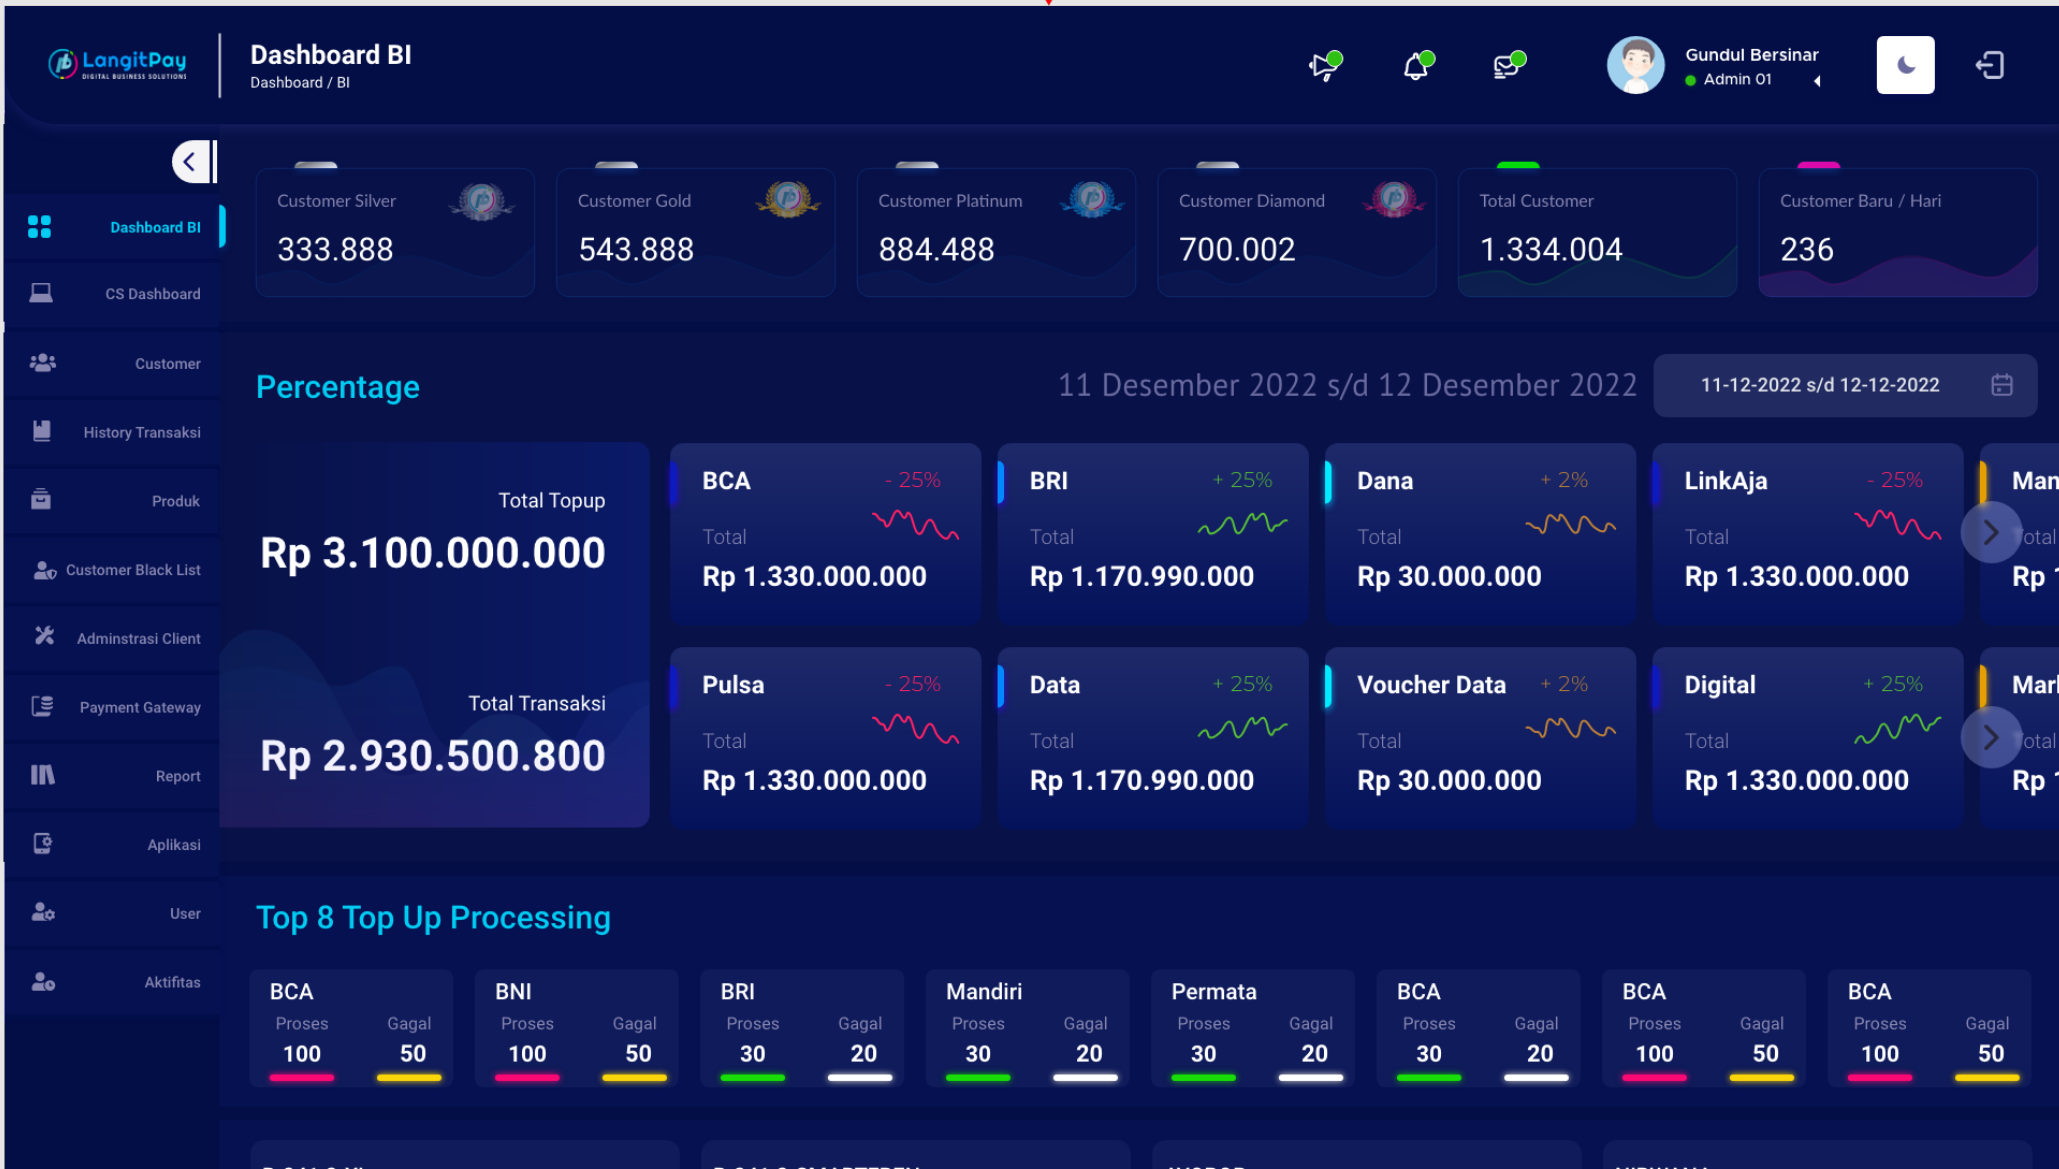 LangitPay
DIGITAL BUSINESS SOLUTIONS
Dashboard BI
Dashboard / BI
Gundul Bersinar
Admin 01
Dashboard BI
CS Dashboard
Customer
History Transaksi
Produk
Customer Black List
Adminstrasi Client
Payment Gateway
Report
Aplikasi
User
Aktifitas
Customer Silver
333.888
Customer Gold
543.888
Customer Platinum
884.488
Customer Diamond
700.002
Total Customer
1.334.004
Customer Baru / Hari
236
Percentage
11 Desember 2022 s/d 12 Desember 2022
11-12-2022 s/d 12-12-2022
Total Topup
Rp 3.100.000.000
Total Transaksi
Rp 2.930.500.800
BCA - 25%
Total
Rp 1.330.000.000
BRI + 25%
Total
Rp 1.170.990.000
Dana + 2%
Total
Rp 30.000.000
LinkAja - 25%
Total
Rp 1.330.000.000
Man
otal
Rp 1
Pulsa - 25%
Total
Rp 1.330.000.000
Data + 25%
Total
Rp 1.170.990.000
Voucher Data + 2%
Total
Rp 30.000.000
Digital + 25%
Total
Rp 1.330.000.000
otal
Rp 1
Top 8 Top Up Processing
BCA
Proses Gagal
100 50
BNI
Proses Gagal
100 50
BRI
Proses Gagal
30 20
Mandiri
Proses Gagal
30 20
Permata
Proses Gagal
30 20
BCA
Proses Gagal
30 20
BCA
Proses Gagal
100 50
BCA
Proses Gagal
100 50